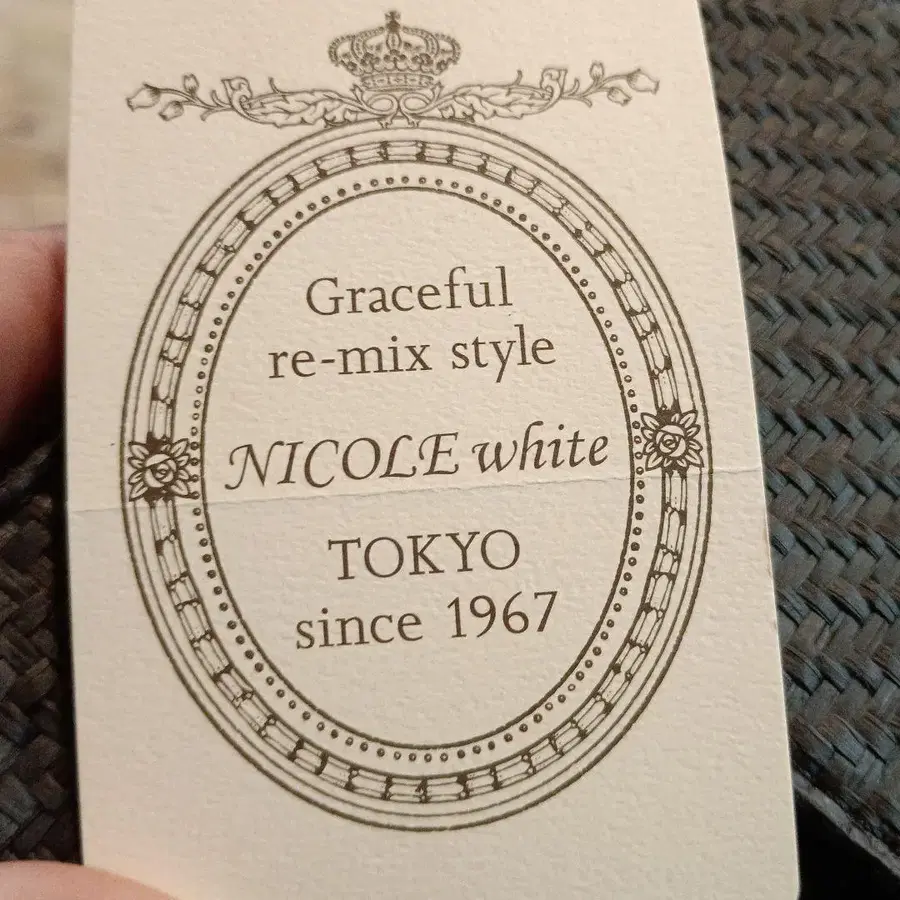 Graceful
re-mix style
NICOLE white
TOKYO
since 1967